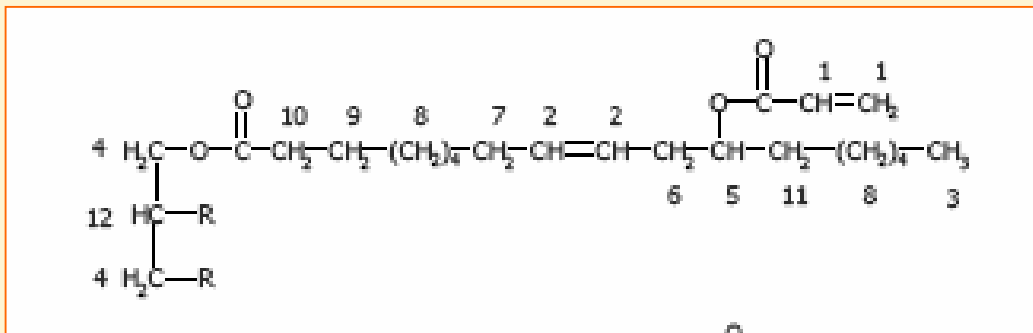 O
O 1 1
O 10 9 8 7 2 2 O—C—CH=CH₂
4 H₂C—O—C—CH₂—CH₂—(CH₂)₄—CH₂—CH=CH—CH₂—CH—CH₂—(CH₂)₄—CH₃
6 5 11 8 3
12 HC—R
4 H₂C—R